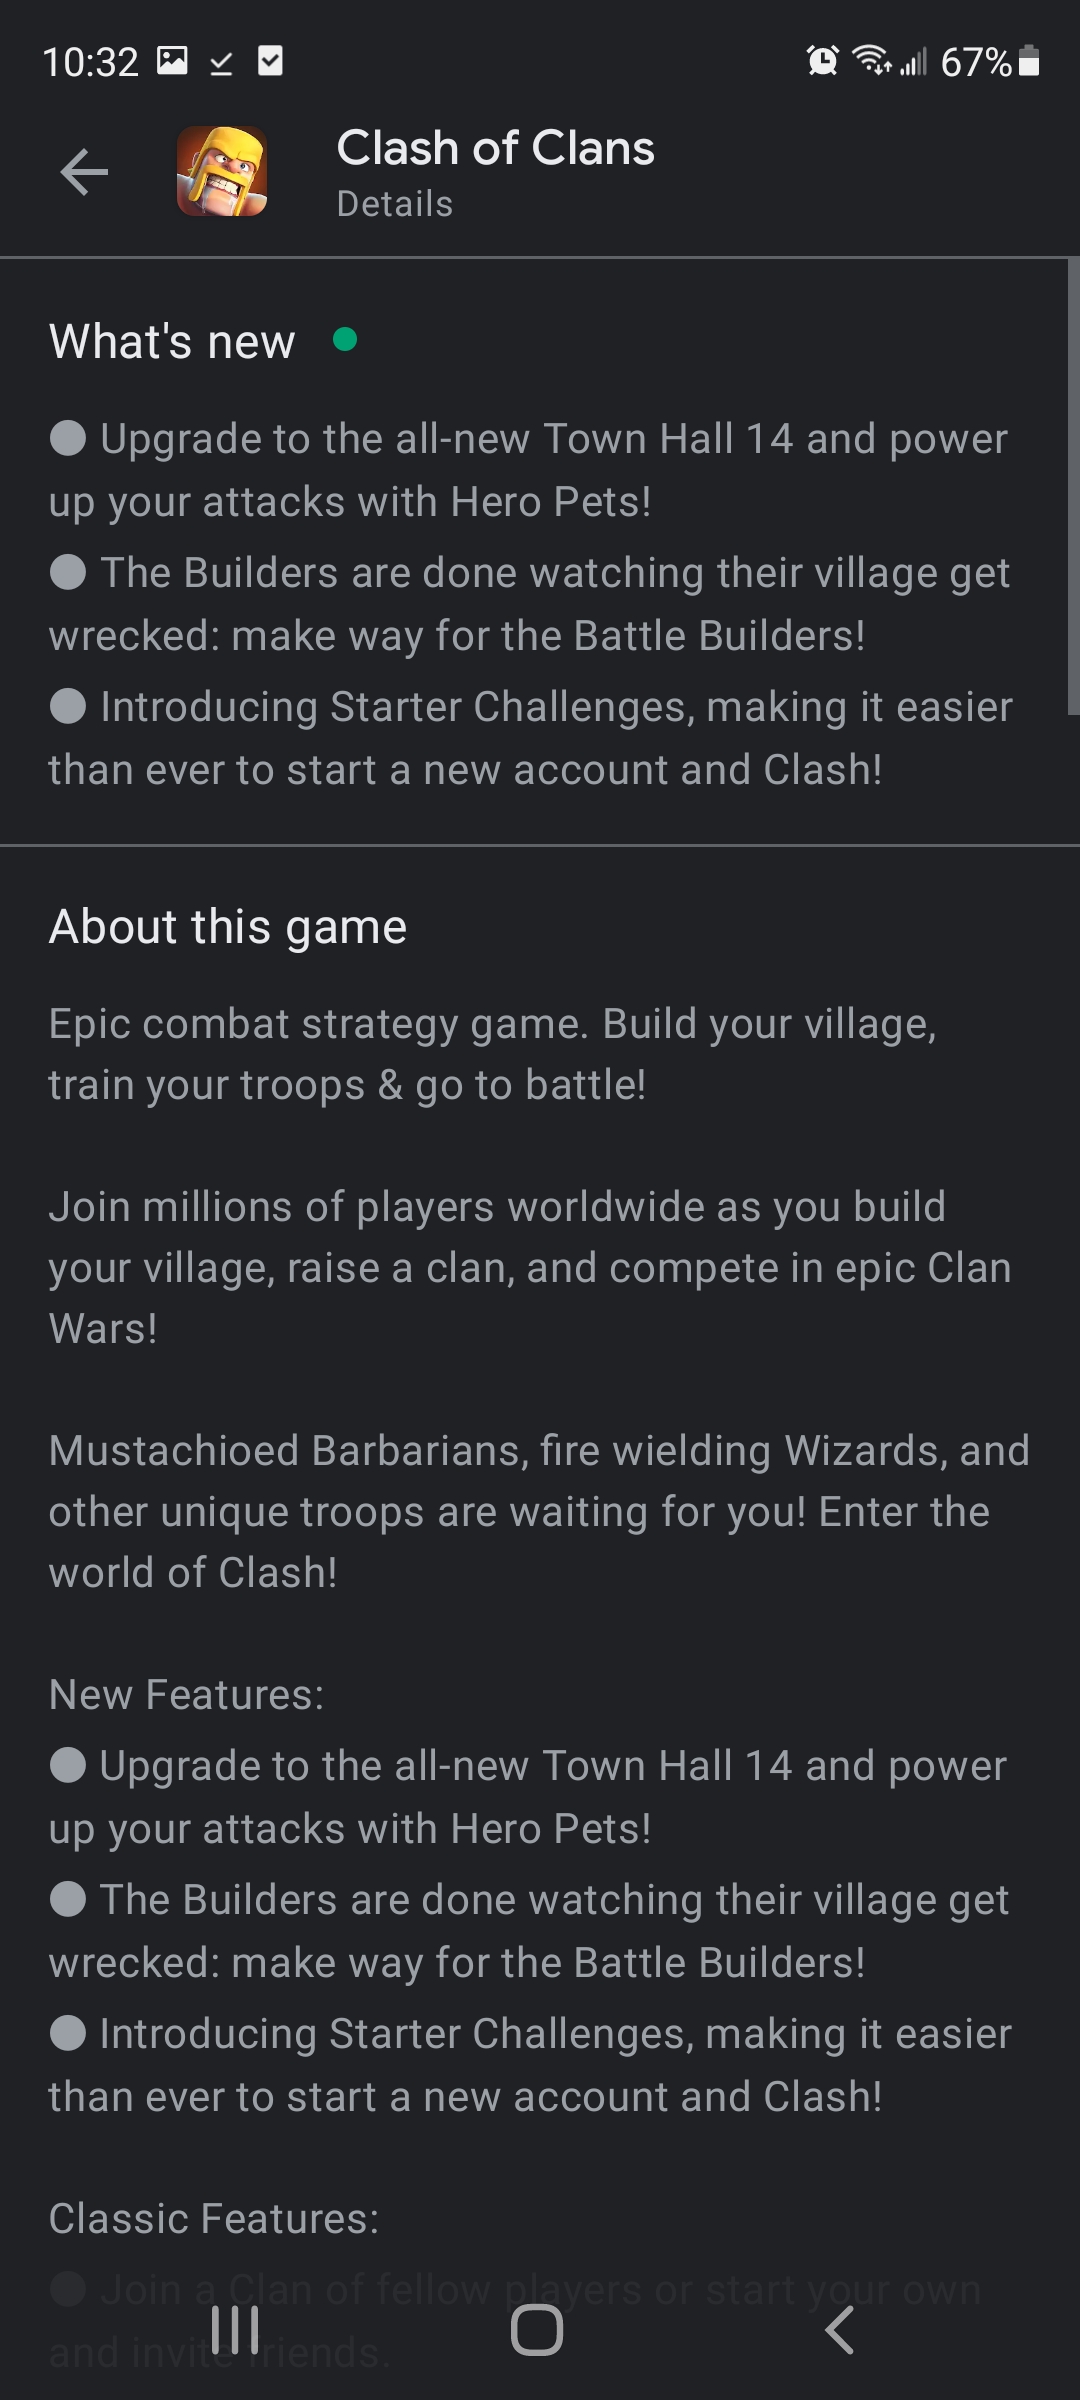 10:32
67%
Clash of Clans
Details
What's new
● Upgrade to the all-new Town Hall 14 and power
up your attacks with Hero Pets!
● The Builders are done watching their village get
wrecked: make way for the Battle Builders!
● Introducing Starter Challenges, making it easier
than ever to start a new account and Clash!
About this game
Epic combat strategy game. Build your village,
train your troops & go to battle!
Join millions of players worldwide as you build
your village, raise a clan, and compete in epic Clan
Wars!
Mustachioed Barbarians, fire wielding Wizards, and
other unique troops are waiting for you! Enter the
world of Clash!
New Features:
● Upgrade to the all-new Town Hall 14 and power
up your attacks with Hero Pets!
● The Builders are done watching their village get
wrecked: make way for the Battle Builders!
● Introducing Starter Challenges, making it easier
than ever to start a new account and Clash!
Classic Features:
● Join a Clan of fellow players or start your own
and invite friends.